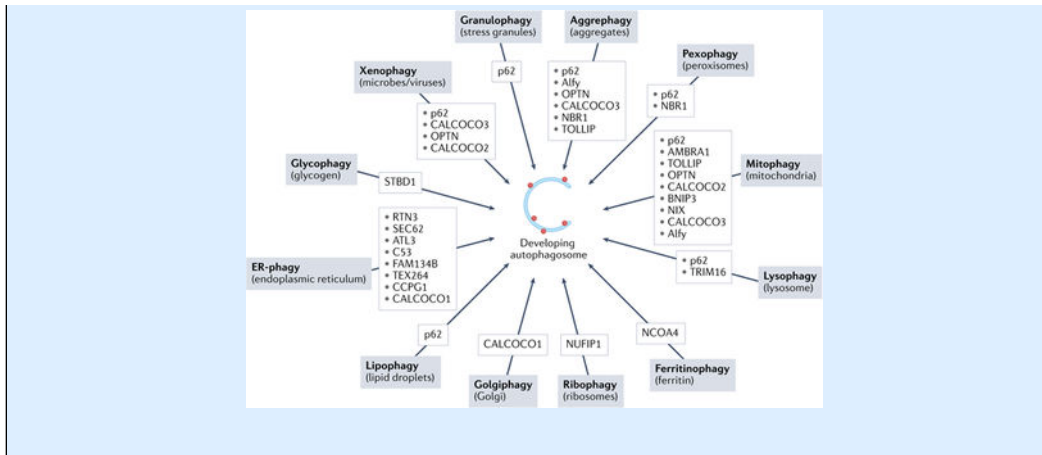 Granulophagy
(stress granules)
p62
Aggrephagy
(aggregates)
• p62
• Alfy
• OPTN
• CALCOCO3
• NBR1
• TOLLIP
Pexophagy
(peroxisomes)
• p62
• NBR1
Xenophagy
(microbes/viruses)
• p62
• CALCOCO3
• OPTN
• CALCOCO2
Mitophagy
(mitochondria)
• p62
• AMBRA1
• TOLLIP
• OPTN
• CALCOCO2
• BNIP3
• NIX
• CALCOCO3
• Alfy
Glycophagy
(glycogen)
STBD1
Developing
autophagosome
ER-phagy
(endoplasmic reticulum)
• RTN3
• SEC62
• ATL3
• C53
• FAM134B
• TEX264
• CCPG1
• CALCOCO1
• p62
• TRIM16
Lysophagy
(lysosome)
p62
Lipophagy
(lipid droplets)
CALCOCO1
Golgiphagy
(Golgi)
NUFIP1
Ribophagy
(ribosomes)
NCOA4
Ferritinophagy
(ferritin)